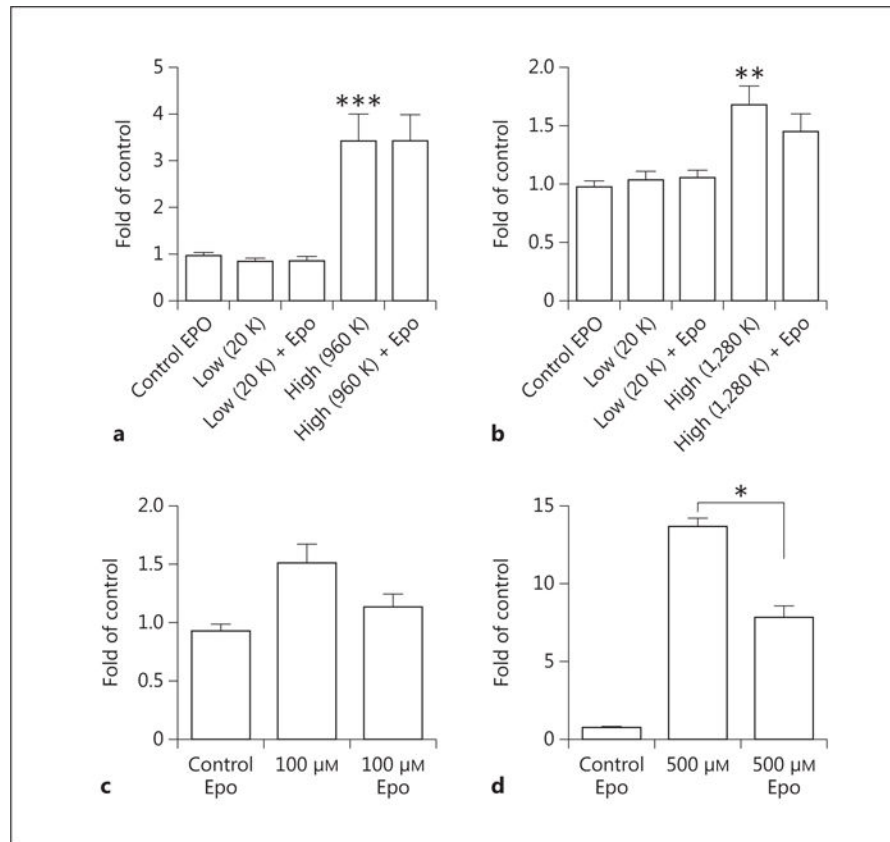 5
4
3
2
1
0
Fold of control
***
Control EPO
Low (20 K)
Low (20 K) + Epo
High (960 K)
High (960 K) + Epo
a
2.0
1.5
1.0
0.5
0
Fold of control
**
Control EPO
Low (20 K)
Low (20 K) + Epo
High (1,280 K)
High (1,280 K) + Epo
b
2.0
1.5
1.0
0.5
0
Fold of control
Control
Epo
100 µM
100 µM
Epo
c
15
10
5
0
Fold of control
*
Control
Epo
500 µM
500 µM
Epo
d